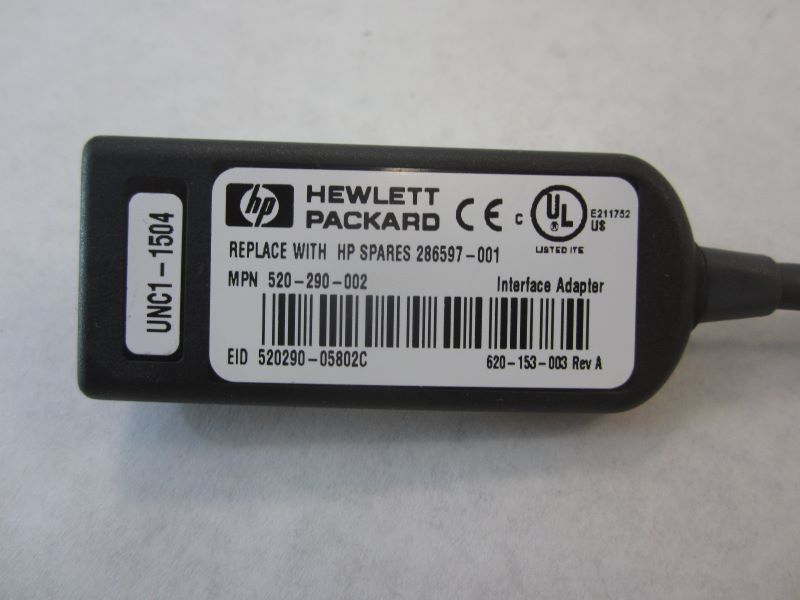 UNC1-1504
hp HEWLETT
PACKARD CE c UL ® E211752
US
LISTED ITE
REPLACE WITH HP SPARES 286597-001
MPN 520-290-002 Interface Adapter
EID 520290-05802C 620-153-003 Rev A